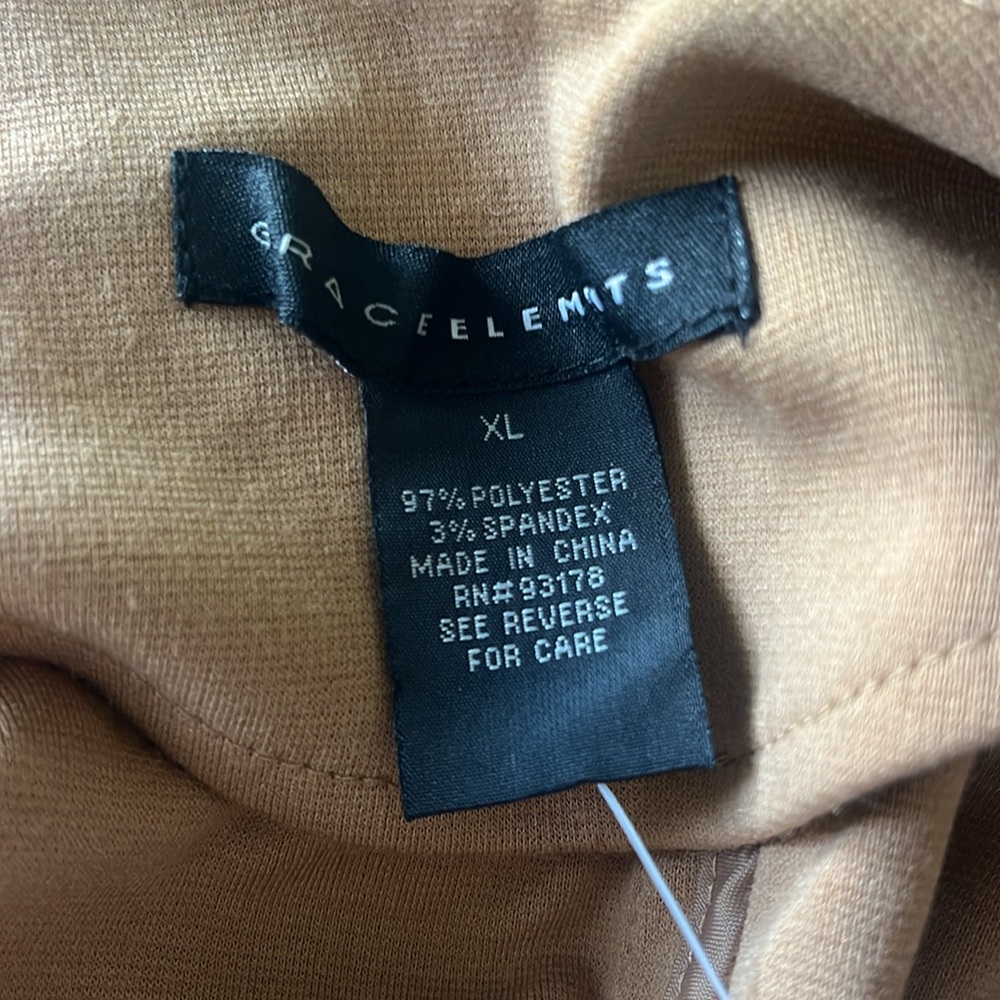 GRACE ELEMENTS
XL
97% POLYESTER
3% SPANDEX
MADE IN CHINA
RN# 93178
SEE REVERSE
FOR CARE